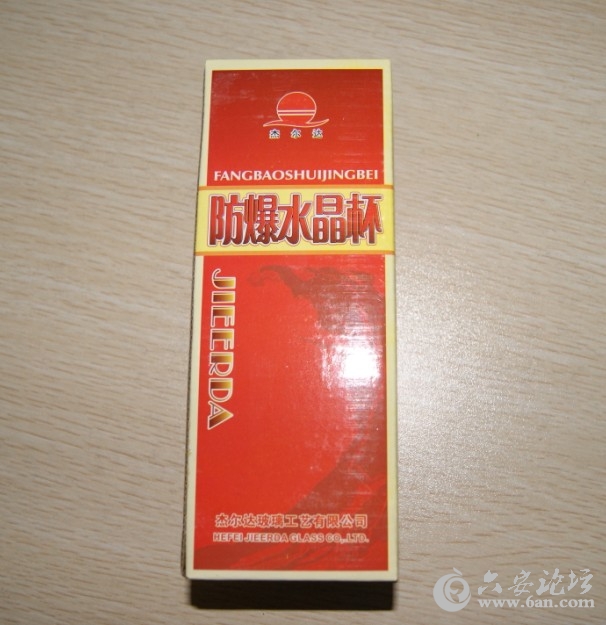 杰尔达
FANGBAOSHUIJINGBEI
防爆水晶杯
JIEERDA
杰尔达玻璃工艺有限公司
HEFEI JIEERDA GLASS CO.,LTD.
六安论坛
www.6an.com